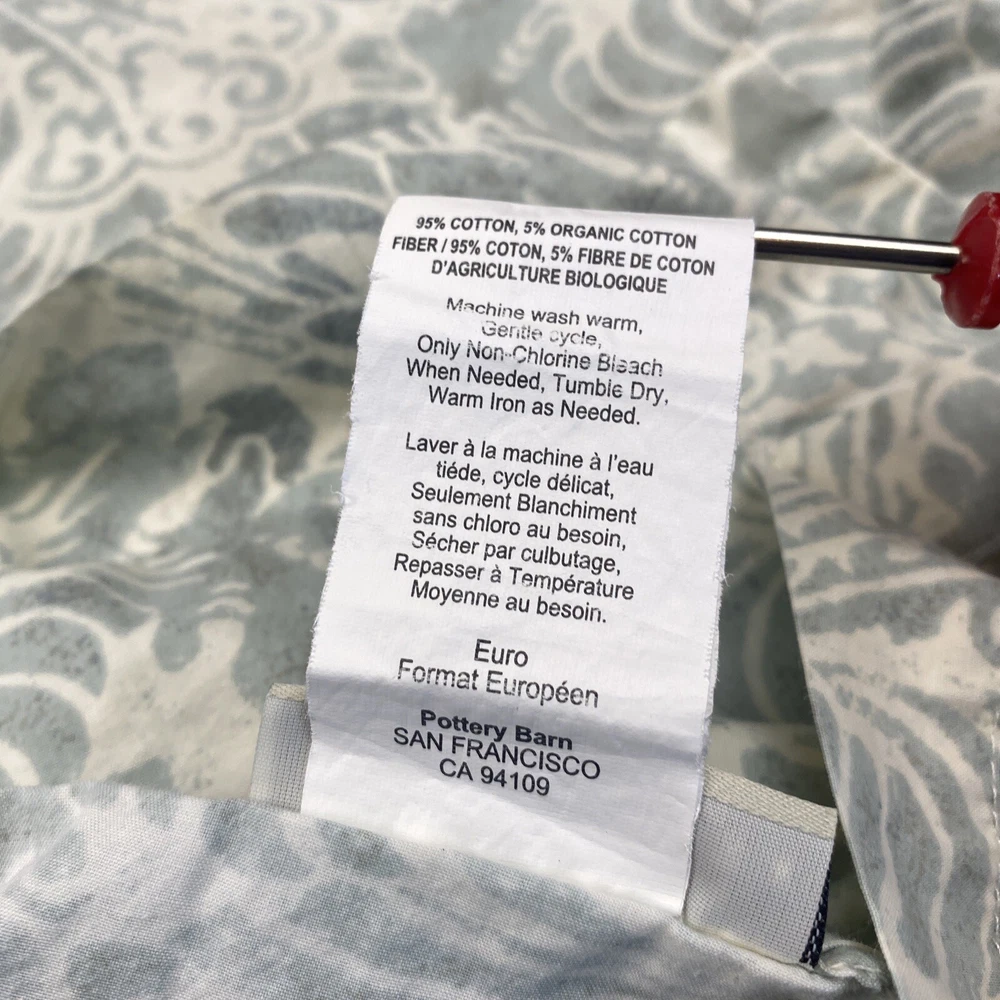 95% COTTON, 5% ORGANIC COTTON
FIBER / 95% COTON, 5% FIBRE DE COTON
D'AGRICULTURE BIOLOGIQUE
Machine wash warm,
Gentle cycle,
Only Non-Chlorine Bleach
When Needed, Tumble Dry,
Warm Iron as Needed.
Laver à la machine à l'eau
tiéde, cycle délicat,
Seulement Blanchiment
sans chloro au besoin,
Sécher par culbutage,
Repasser à Température
Moyenne au besoin.
Euro
Format Européen
Pottery Barn
SAN FRANCISCO
CA 94109